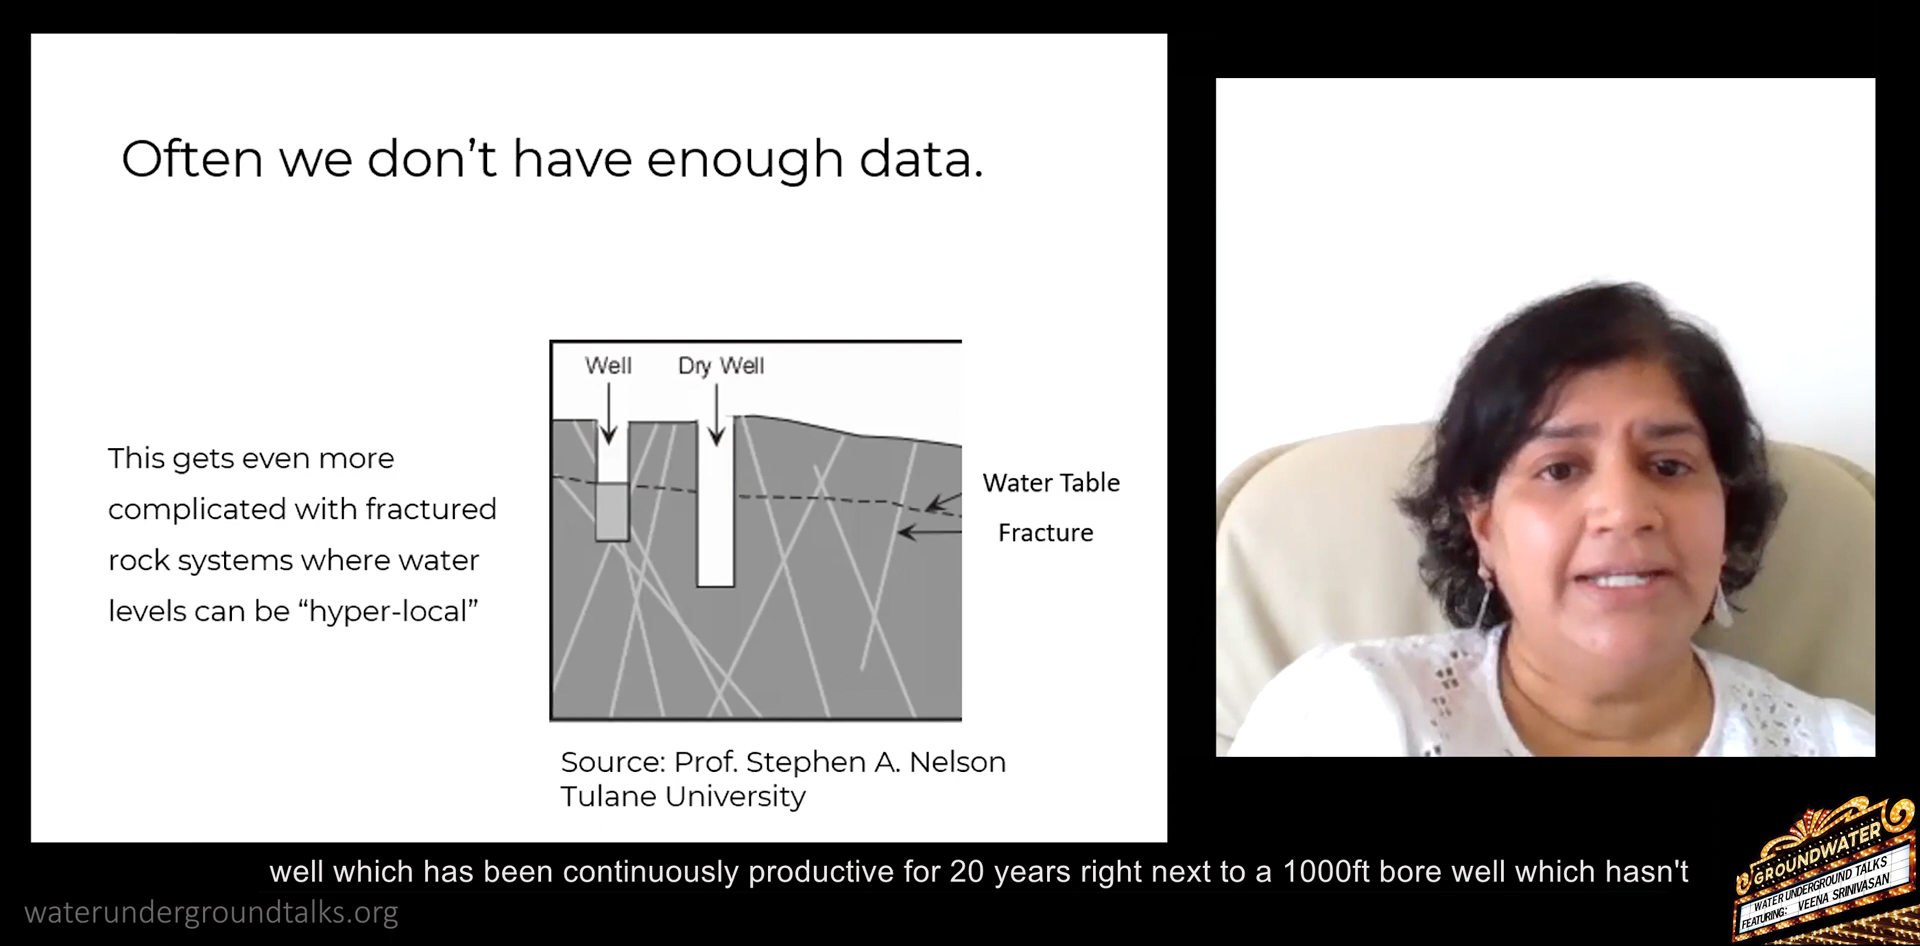 Often we don’t have enough data.
This gets even more
complicated with fractured
rock systems where water
levels can be “hyper-local”
Well
Dry Well
Water Table
Fracture
Source: Prof. Stephen A. Nelson
Tulane University
well which has been continuously productive for 20 years right next to a 1000ft bore well which hasn't
waterundergroundtalks.org
GROUNDWATER
WATER UNDERGROUND TALKS
FEATURING: VEENA SRINIVASAN